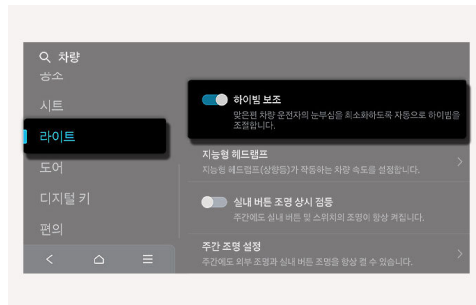 차량
공조
시트
라이트
도어
디지털 키
편의
하이빔 보조
맞은편 차량 운전자의 눈부심을 최소화하도록 자동으로 하이빔을
조절합니다.
지능형 헤드램프
지능형 헤드램프(상향등)가 작동하는 차량 속도를 설정합니다.
실내 버튼 조명 상시 점등
주간에도 실내 버튼 및 스위치의 조명이 항상 켜집니다.
주간 조명 설정
주간에도 외부 조명과 실내 버튼 조명을 항상 켤 수 있습니다.